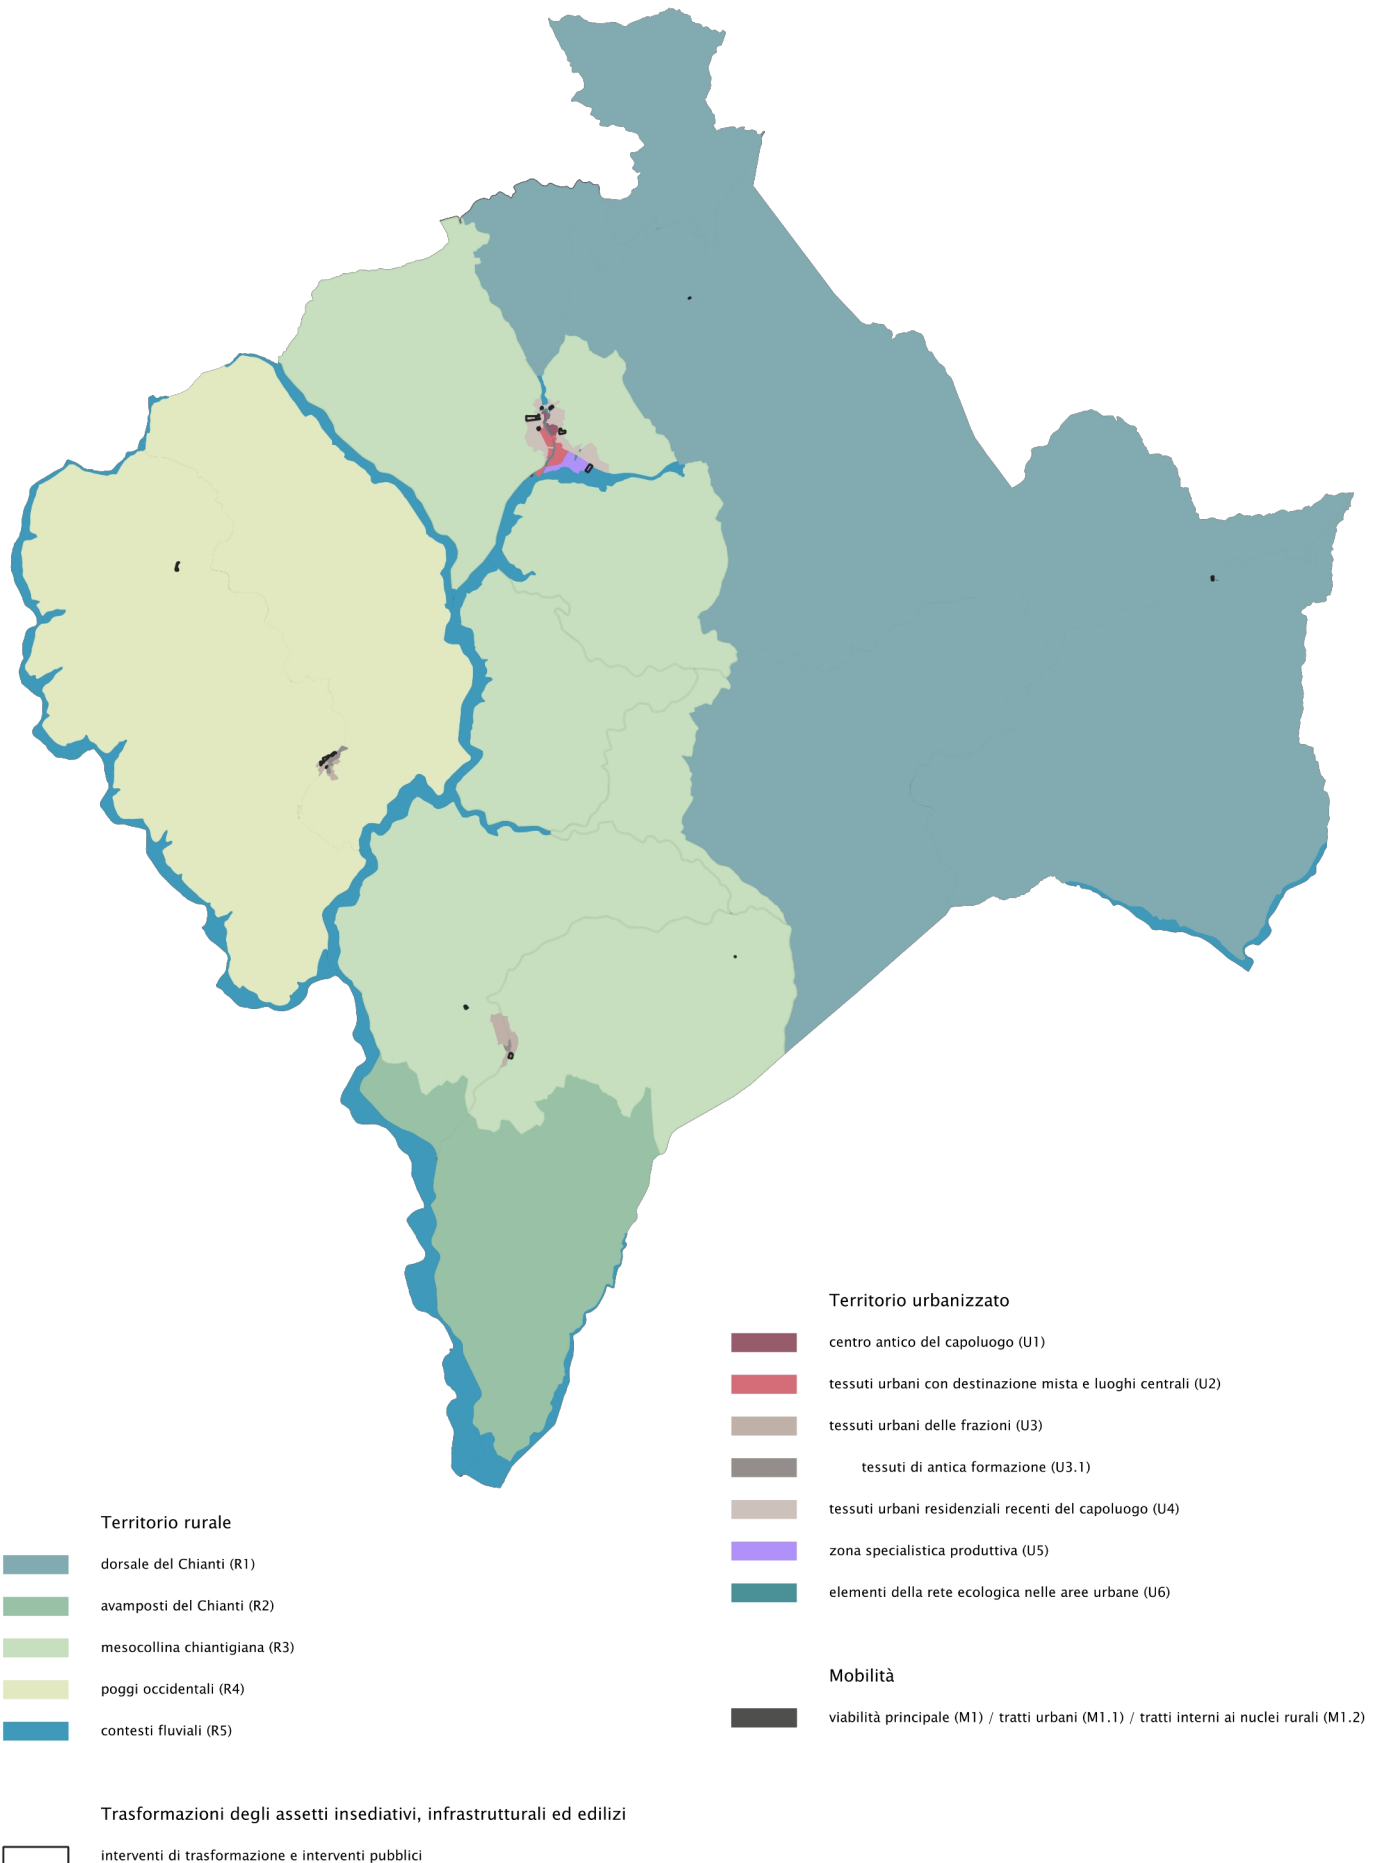 Territorio urbanizzato
centro antico del capoluogo (U1)
tessuti urbani con destinazione mista e luoghi centrali (U2)
tessuti urbani delle frazioni (U3)
tessuti di antica formazione (U3.1)
tessuti urbani residenziali recenti del capoluogo (U4)
zona specialistica produttiva (U5)
elementi della rete ecologica nelle aree urbane (U6)
Mobilità
viabilità principale (M1) / tratti urbani (M1.1) / tratti interni ai nuclei rurali (M1.2)
Territorio rurale
dorsale del Chianti (R1)
avamposti del Chianti (R2)
mesocollina chiantigiana (R3)
poggi occidentali (R4)
contesti fluviali (R5)
Trasformazioni degli assetti insediativi, infrastrutturali ed edilizi
interventi di trasformazione e interventi pubblici